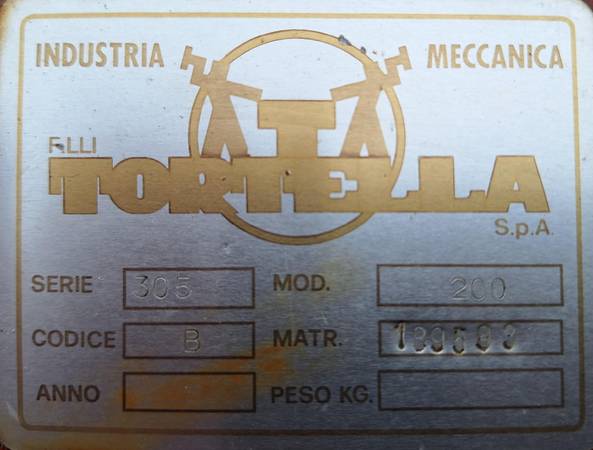 INDUSTRIA MECCANICA
F.LLI
TORTELLA
S.p.A.
SERIE 305 MOD. 200
CODICE B MATR.
ANNO PESO KG.